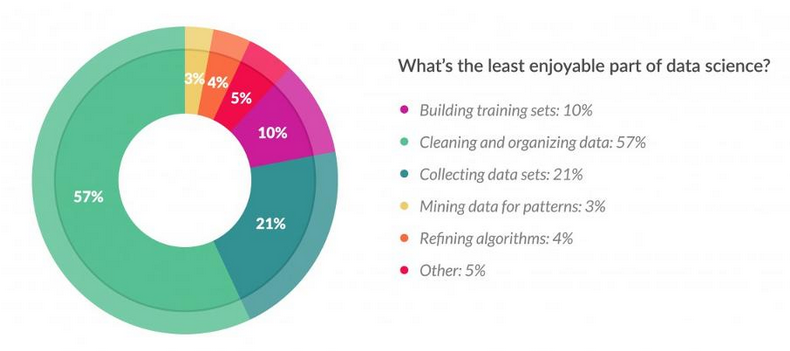 What's the least enjoyable part of data science?
Building training sets: 10%
Cleaning and organizing data: 57%
Collecting data sets: 21%
Mining data for patterns: 3%
Refining algorithms: 4%
Other: 5%
3%
4%
5%
10%
21%
57%